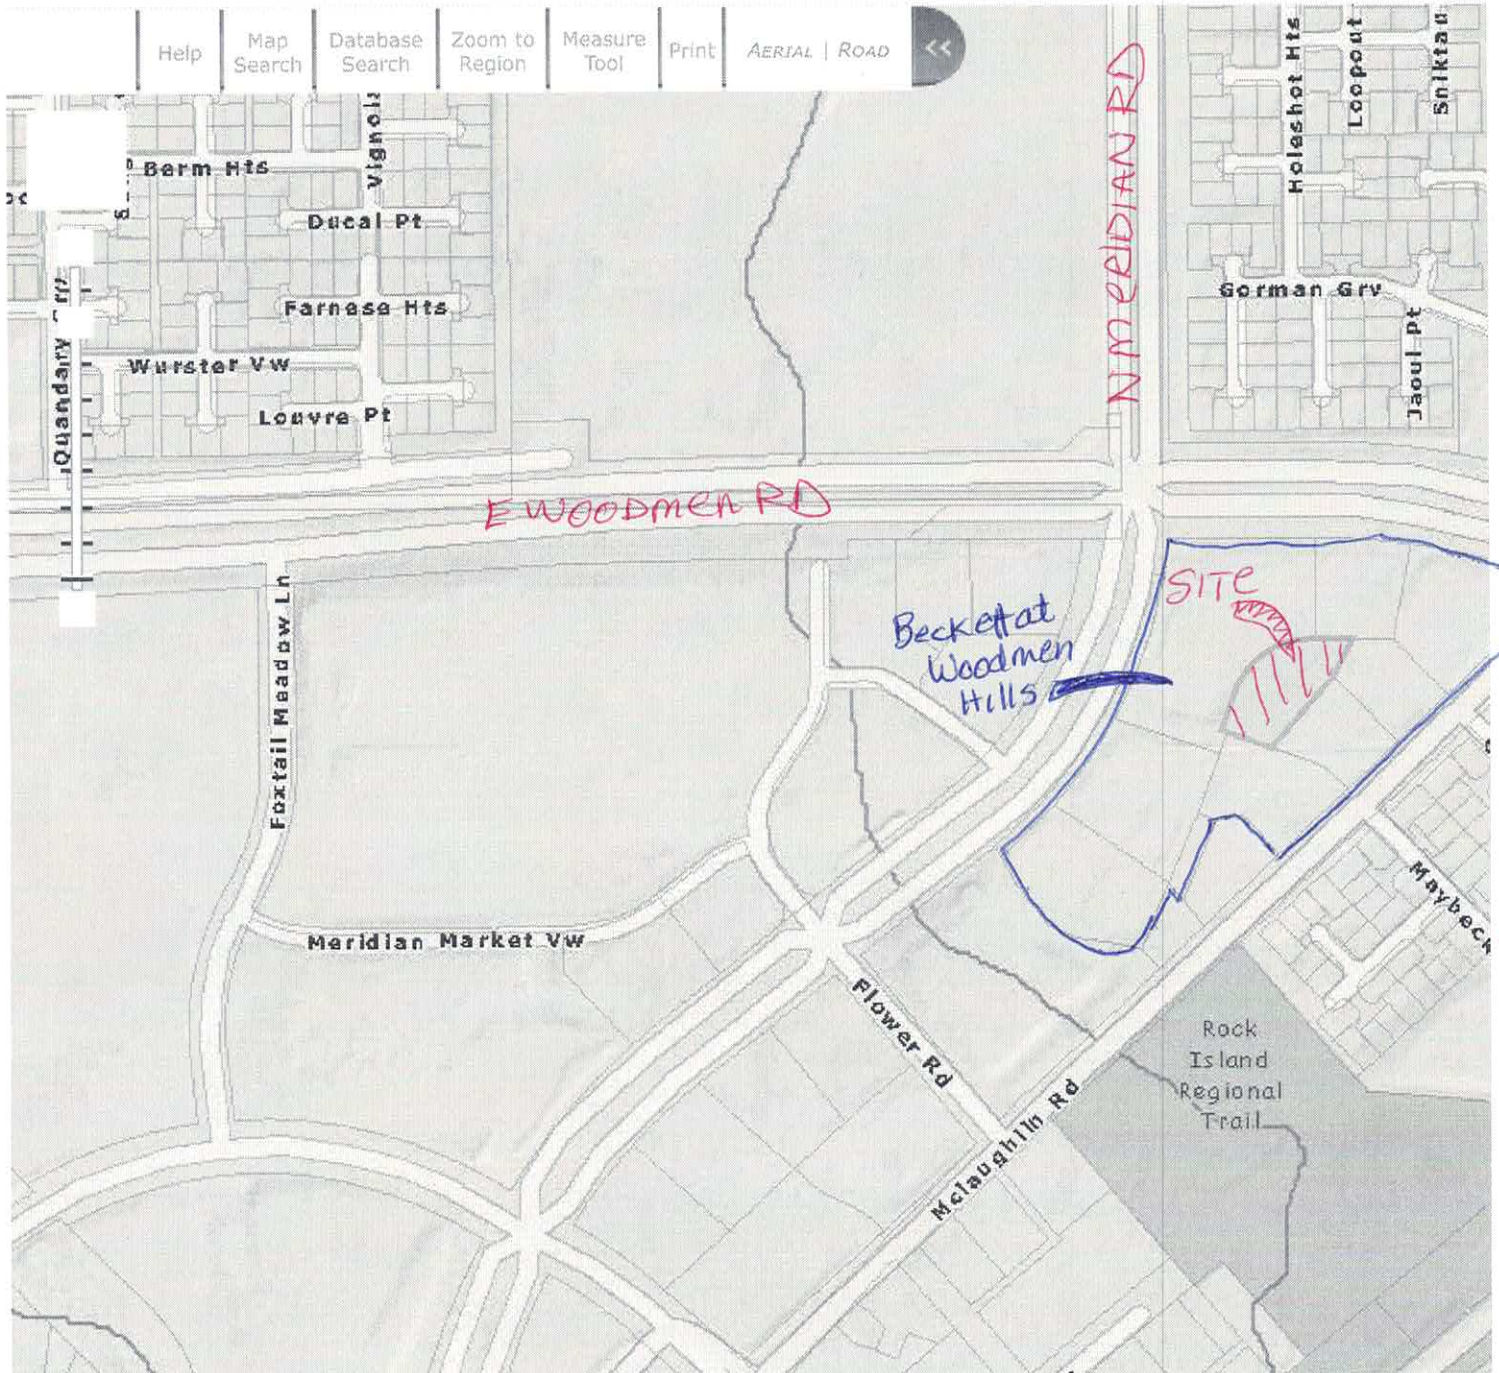 Help
Map
Search
Database
Search
Zoom to
Region
Measure
Tool
Print
AERIAL | ROAD
<<
N MERIDIAN RD
Holeshot Hts
Loopout
Sniktau
Berm Hts
Vignola
Ducal Pt
Gorman Grv
Farnese Hts
Jaoul Pt
Quandary
Wurster Vw
Louvre Pt
E WOODMEN RD
SITE
Beckett at
Woodmen
Hills
Foxtail Meadow Ln
Maybeck
Meridian Market Vw
Flower Rd
Rock
Island
Regional
Trail
Mclaughlin Rd